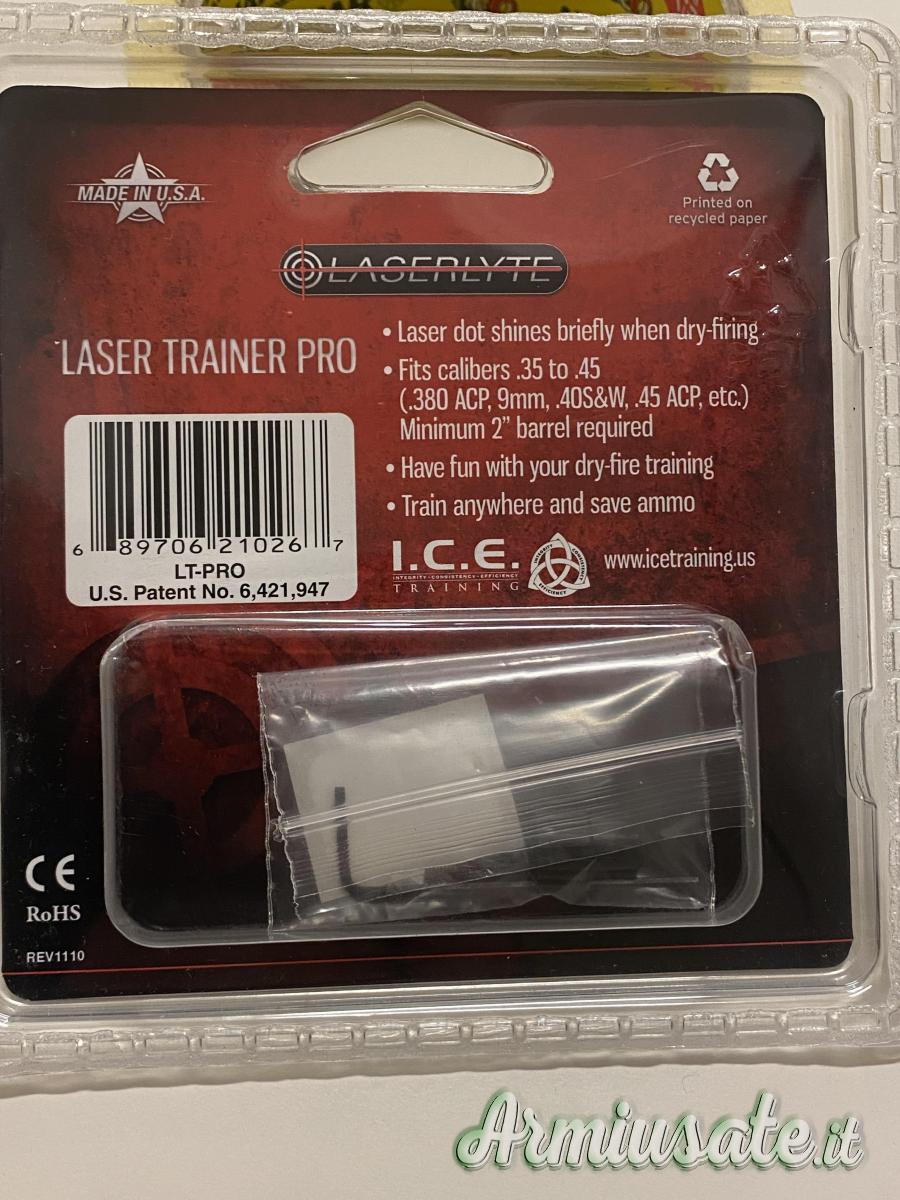 MADE IN U.S.A.
Printed on
recycled paper
LASERLYTE
LASER TRAINER PRO
• Laser dot shines briefly when dry-firing
• Fits calibers .35 to .45
(.380 ACP, 9mm, .40S&W, .45 ACP, etc.)
Minimum 2” barrel required
• Have fun with your dry-fire training
• Train anywhere and save ammo
6 89706 21026 7
LT-PRO
U.S. Patent No. 6,421,947
I.C.E.
INTEGRITY • CONSISTENCY • EFFICIENCY
TRAINING
INTEGRITY
CONSISTENCY
EFFICIENCY
www.icetraining.us
CE
RoHS
REV1110
Armiusate.it